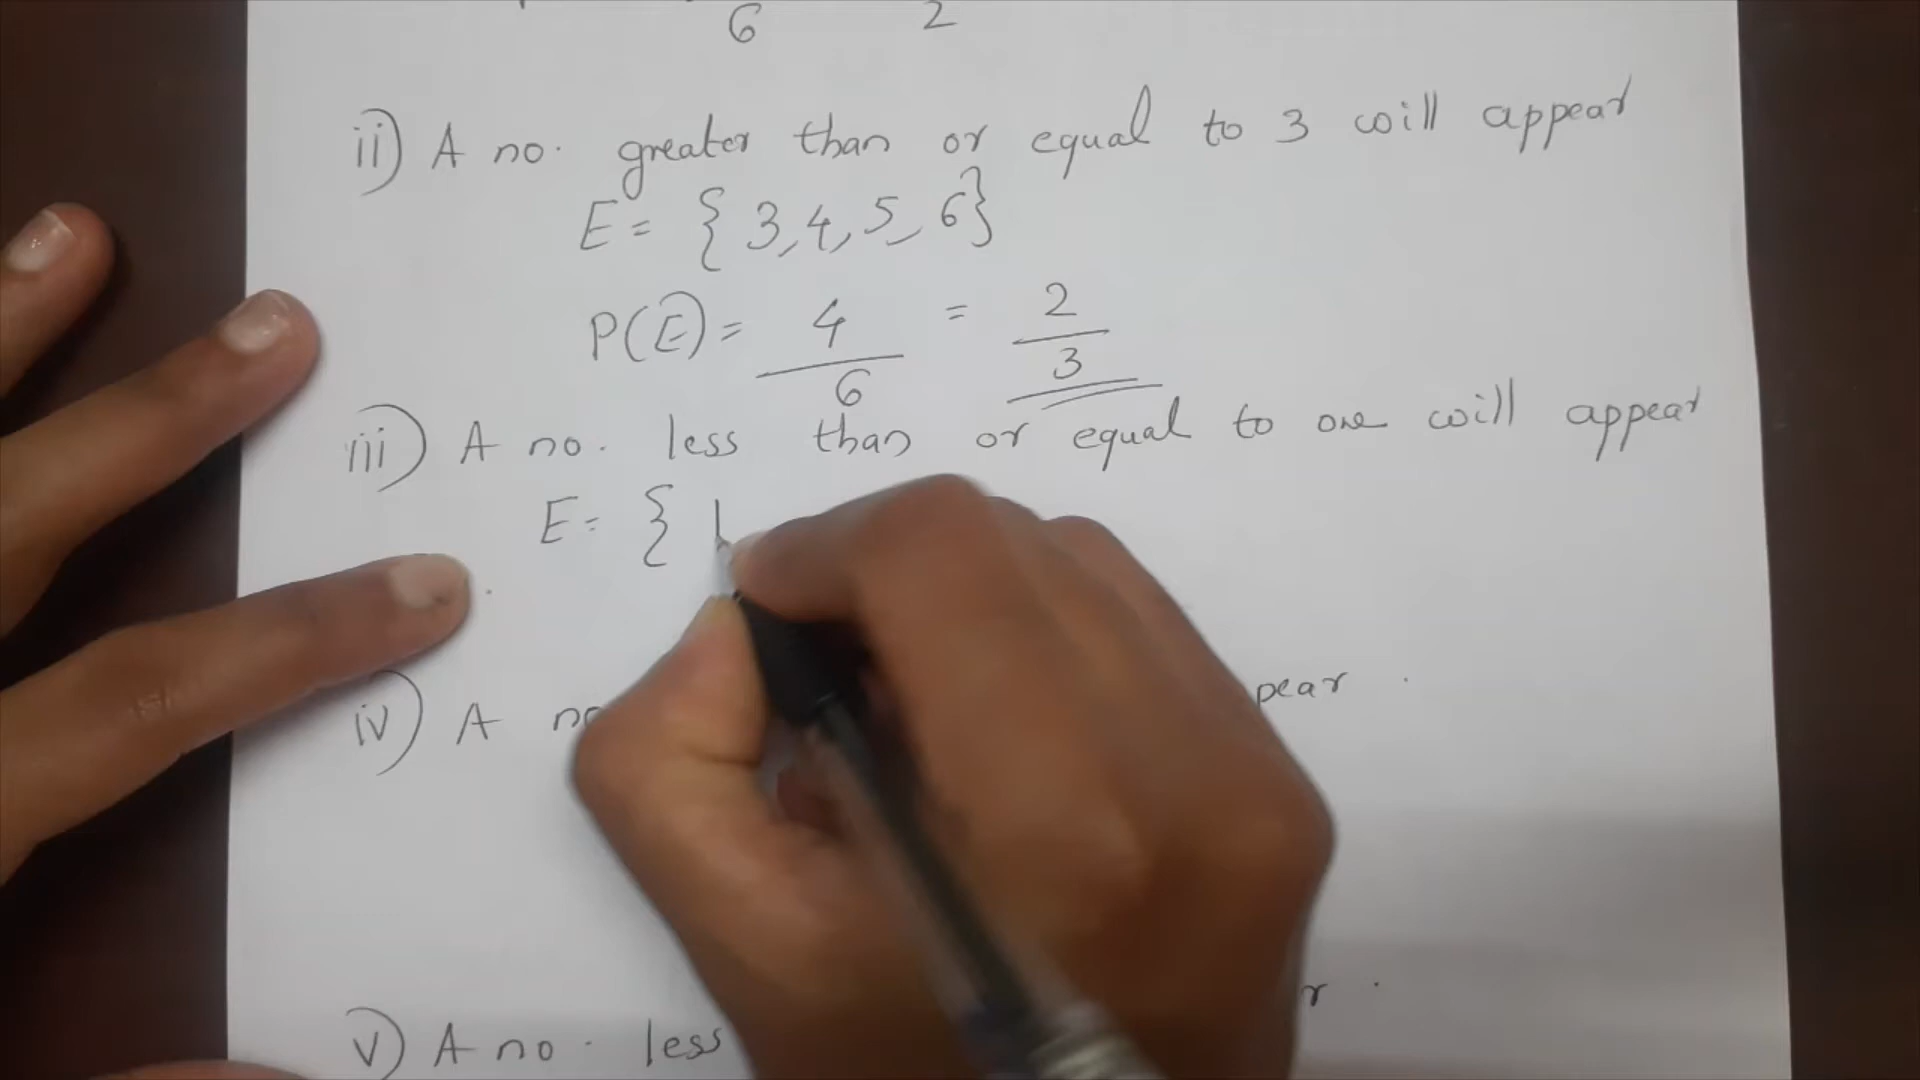 6 2
ii) A no. greater than or equal to 3 will appear
E = { 3, 4, 5, 6}
P(E) = 4/6 = 2/3
iii) A no. less than or equal to one will appear
E = { 1
iv) A
v) A no. less